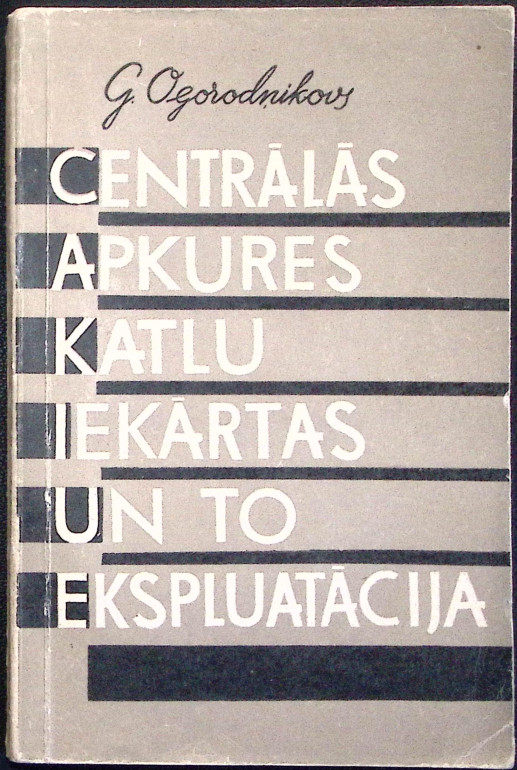 G. Ogorodņikovs
CENTRĀLĀS
APKURES
KATLU
IEKĀRTAS
UN TO
EKSPLUATĀCIJA